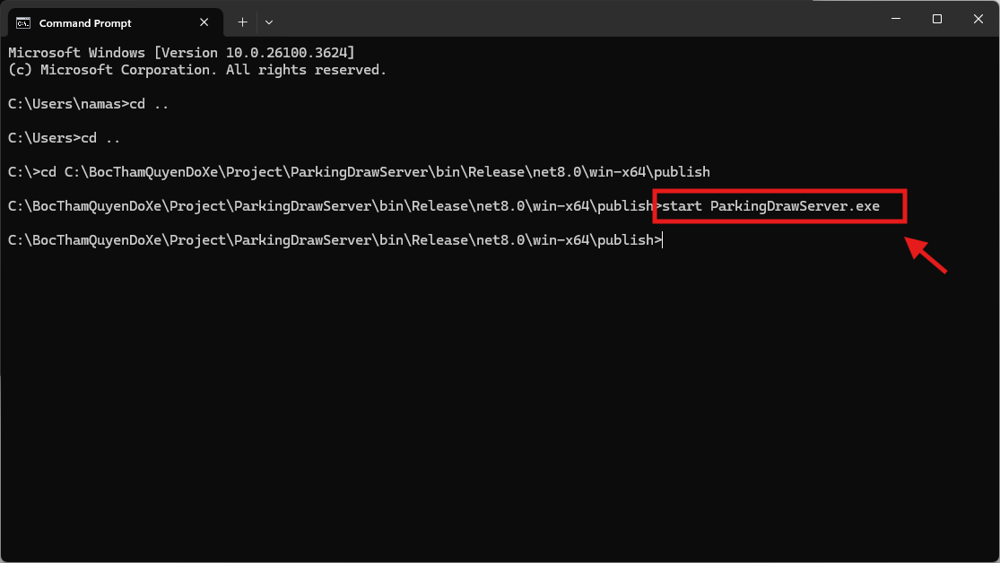 Command Prompt
Microsoft Windows [Version 10.0.26100.3624]
(c) Microsoft Corporation. All rights reserved.
C:\Users\namas>cd ..
C:\Users>cd ..
C:\>cd C:\BocThamQuyenDoXe\Project\ParkingDrawServer\bin\Release\net8.0\win-x64\publish
C:\BocThamQuyenDoXe\Project\ParkingDrawServer\bin\Release\net8.0\win-x64\publish>start ParkingDrawServer.exe
C:\BocThamQuyenDoXe\Project\ParkingDrawServer\bin\Release\net8.0\win-x64\publish>